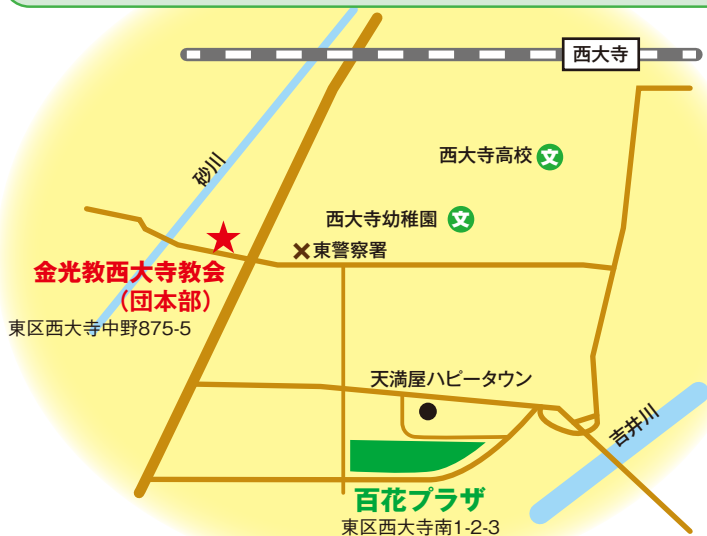 西大寺
砂川
西大寺高校
文
西大寺幼稚園
文
東警察署
金光教西大寺教会
（団本部）
東区西大寺中野875-5
天満屋ハピータウン
吉井川
百花プラザ
東区西大寺南1-2-3